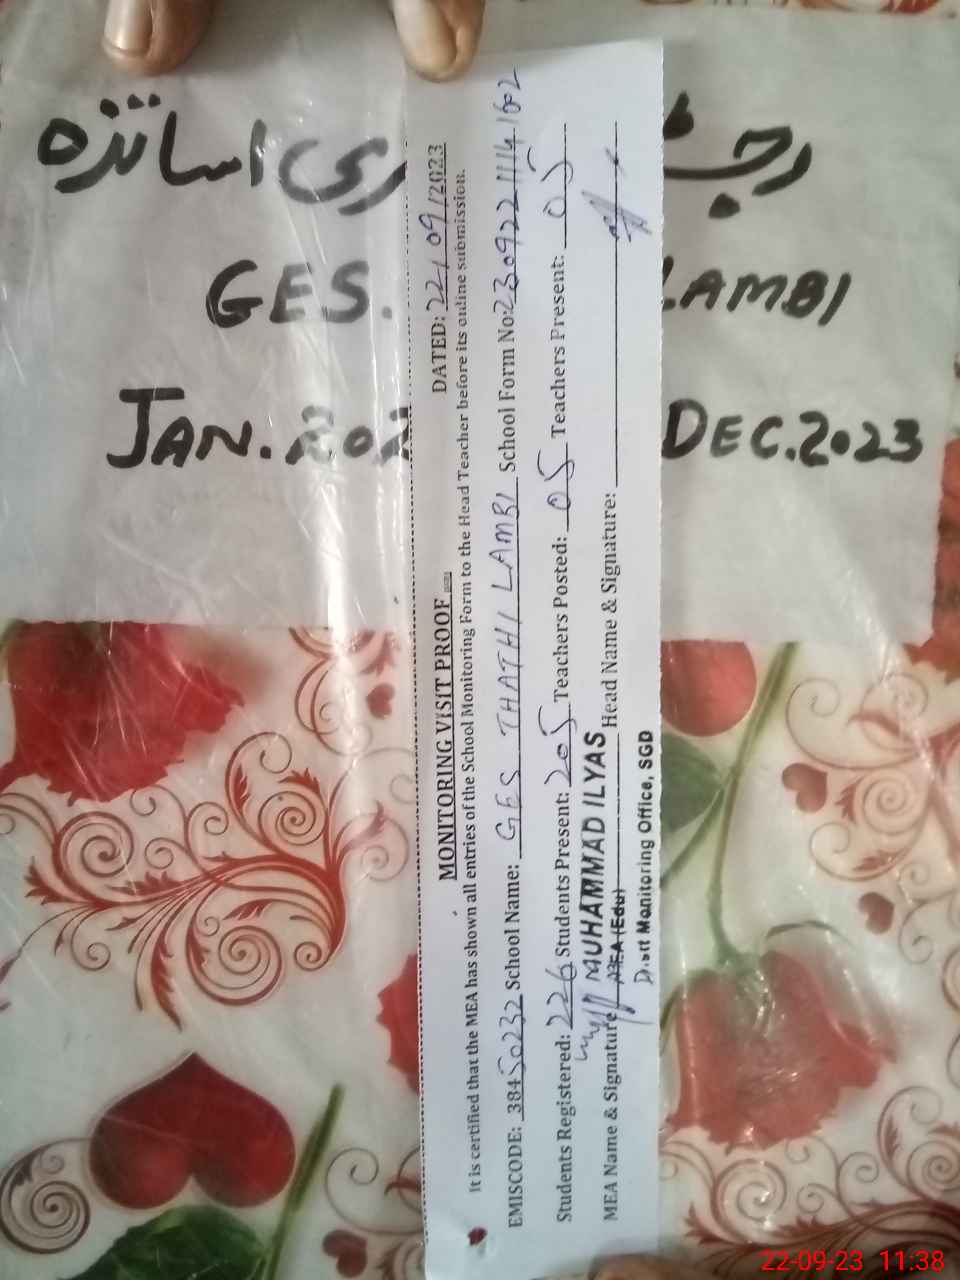 رجسٹر حاضری اساتذہ
GES. LAMBI
JAN. 202 DEC. 2023
MONITORING VISIT PROOF
DATED: 22/09/2023
It is certified that the MEA has shown all entries of the School Monitoring Form to the Head Teacher before its online submission.
EMISCODE: 38450232 School Name: GES THATHI LAMBI School Form No: 23092211141602
Students Registered: 226 Students Present: 205 Teachers Posted: 05 Teachers Present: 05
MUHAMMAD ILYAS
MEA Name & Signature MEA (Edu) Head Name & Signature:
Distt Monitoring Office, SGD
22-09-23 11:38